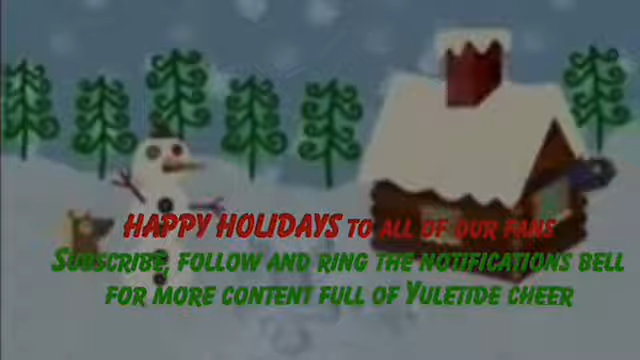 HAPPY HOLIDAYS TO ALL OF OUR FANS
SUBSCRIBE, FOLLOW AND RING THE NOTIFICATIONS BELL
FOR MORE CONTENT FULL OF YULETIDE CHEER